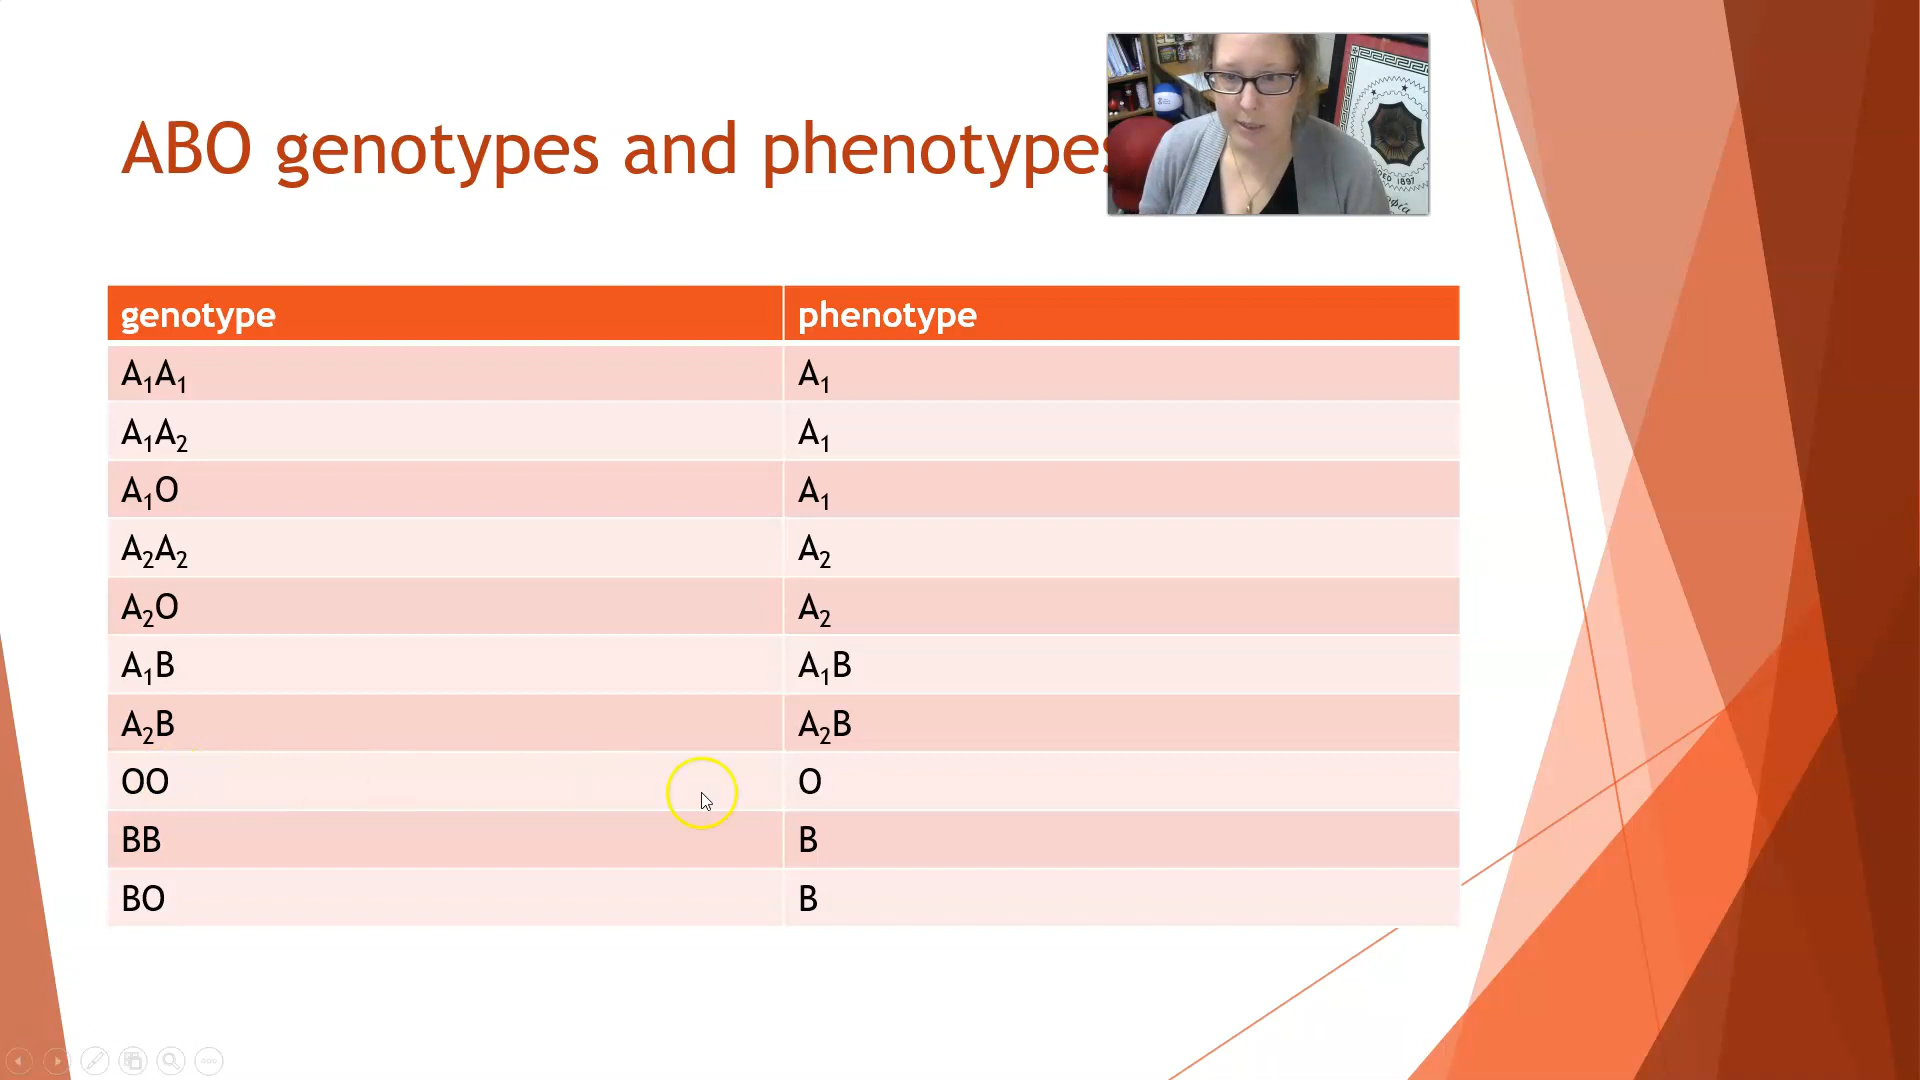 ABO genotypes and phenotypes
genotype phenotype
A₁A₁ A₁
A₁A₂ A₁
A₁O A₁
A₂A₂ A₂
A₂O A₂
A₁B A₁B
A₂B A₂B
OO O
BB B
BO B
1897